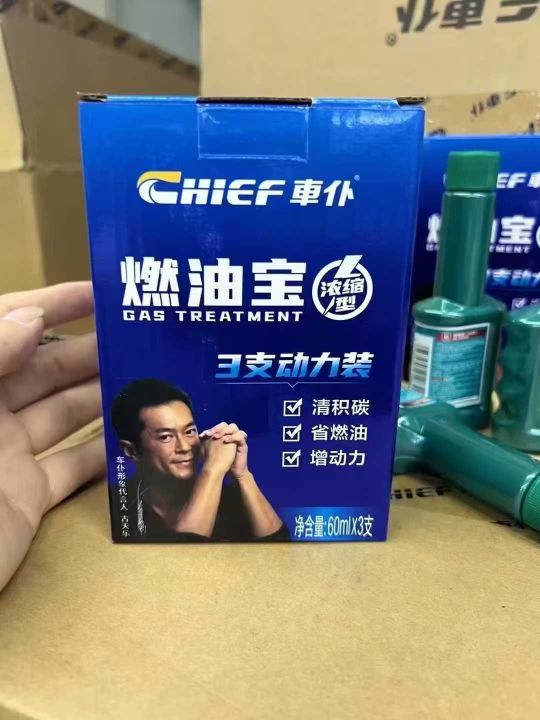 CHIEF 車仆®
燃油宝 浓缩型
GAS TREATMENT
3支动力装
清积碳
省燃油
增动力
车仆形象代言人 古天乐
净含量:60ml×3支
CHIEF
車仆